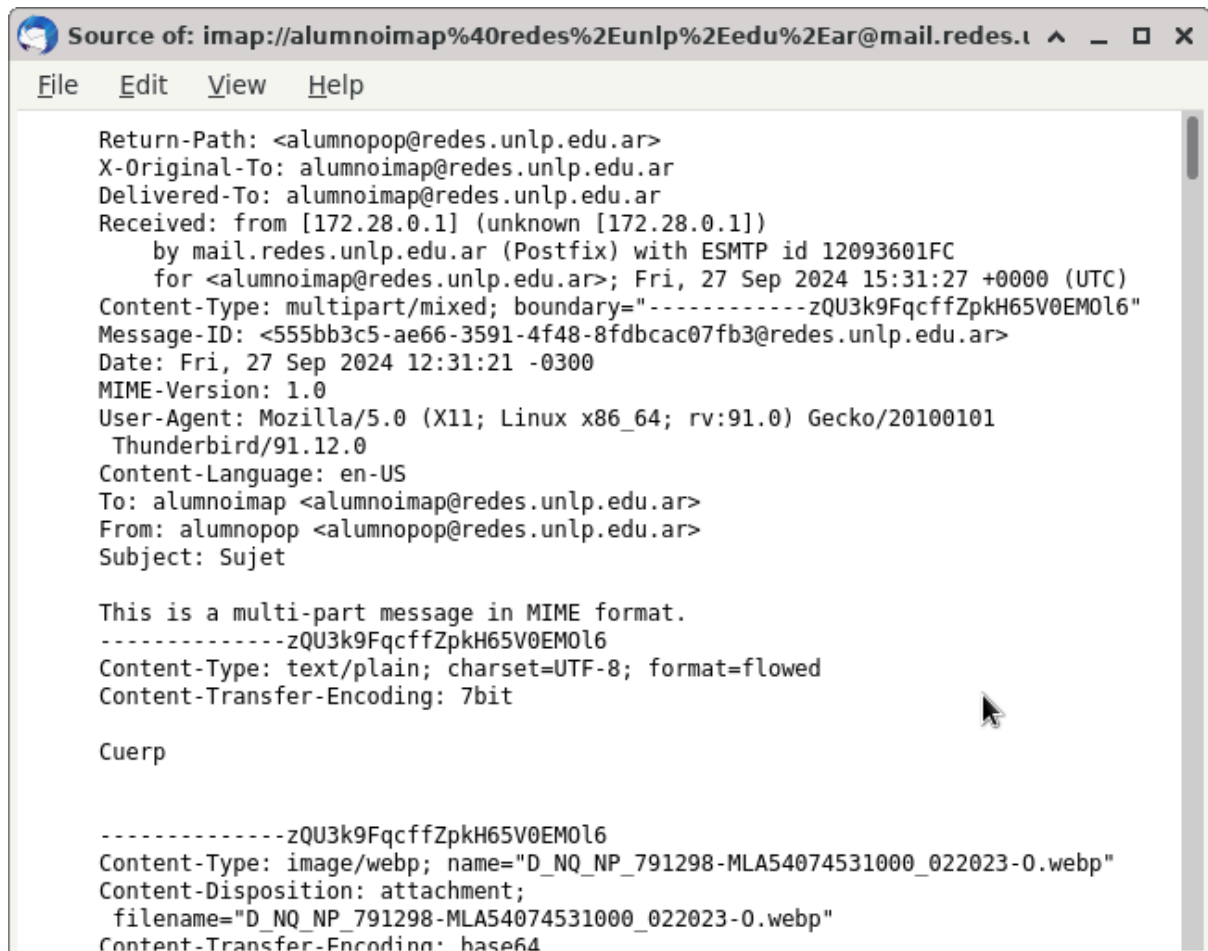 Source of: imap://alumnoimap%40redes%2Eunlp%2Eedu%2Ear@mail.redes.u
File Edit View Help
Return-Path: <alumnopop@redes.unlp.edu.ar>
X-Original-To: alumnoimap@redes.unlp.edu.ar
Delivered-To: alumnoimap@redes.unlp.edu.ar
Received: from [172.28.0.1] (unknown [172.28.0.1])
by mail.redes.unlp.edu.ar (Postfix) with ESMTP id 12093601FC
for <alumnoimap@redes.unlp.edu.ar>; Fri, 27 Sep 2024 15:31:27 +0000 (UTC)
Content-Type: multipart/mixed; boundary="------------zQU3k9FqcffZpkH65V0EMOl6"
Message-ID: <555bb3c5-ae66-3591-4f48-8fdbcac07fb3@redes.unlp.edu.ar>
Date: Fri, 27 Sep 2024 12:31:21 -0300
MIME-Version: 1.0
User-Agent: Mozilla/5.0 (X11; Linux x86_64; rv:91.0) Gecko/20100101
Thunderbird/91.12.0
Content-Language: en-US
To: alumnoimap <alumnoimap@redes.unlp.edu.ar>
From: alumnopop <alumnopop@redes.unlp.edu.ar>
Subject: Sujet
This is a multi-part message in MIME format.
--------------zQU3k9FqcffZpkH65V0EMOl6
Content-Type: text/plain; charset=UTF-8; format=flowed
Content-Transfer-Encoding: 7bit
Cuerp
--------------zQU3k9FqcffZpkH65V0EMOl6
Content-Type: image/webp; name="D_NQ_NP_791298-MLA54074531000_022023-O.webp"
Content-Disposition: attachment;
filename="D_NQ_NP_791298-MLA54074531000_022023-O.webp"
Content-Transfer-Encoding: base64